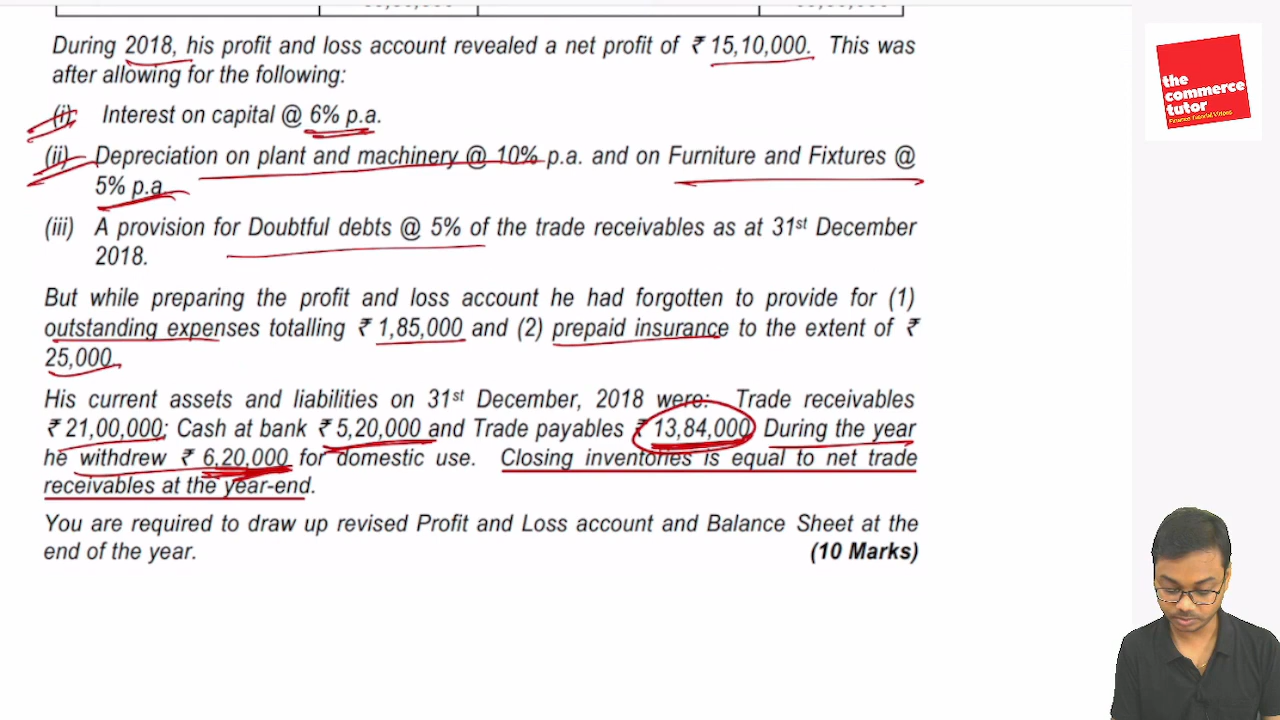 During 2018, his profit and loss account revealed a net profit of ₹ 15,10,000. This was
after allowing for the following:
(i) Interest on capital @ 6% p.a.
(ii) Depreciation on plant and machinery @ 10% p.a. and on Furniture and Fixtures @
5% p.a.
(iii) A provision for Doubtful debts @ 5% of the trade receivables as at 31st December
2018.
But while preparing the profit and loss account he had forgotten to provide for (1)
outstanding expenses totalling ₹ 1,85,000 and (2) prepaid insurance to the extent of ₹
25,000.
His current assets and liabilities on 31st December, 2018 were: Trade receivables
₹ 21,00,000; Cash at bank ₹ 5,20,000 and Trade payables ₹ 13,84,000. During the year
he withdrew ₹ 6,20,000 for domestic use. Closing inventories is equal to net trade
receivables at the year-end.
You are required to draw up revised Profit and Loss account and Balance Sheet at the
end of the year. (10 Marks)
the
commerce
tutor